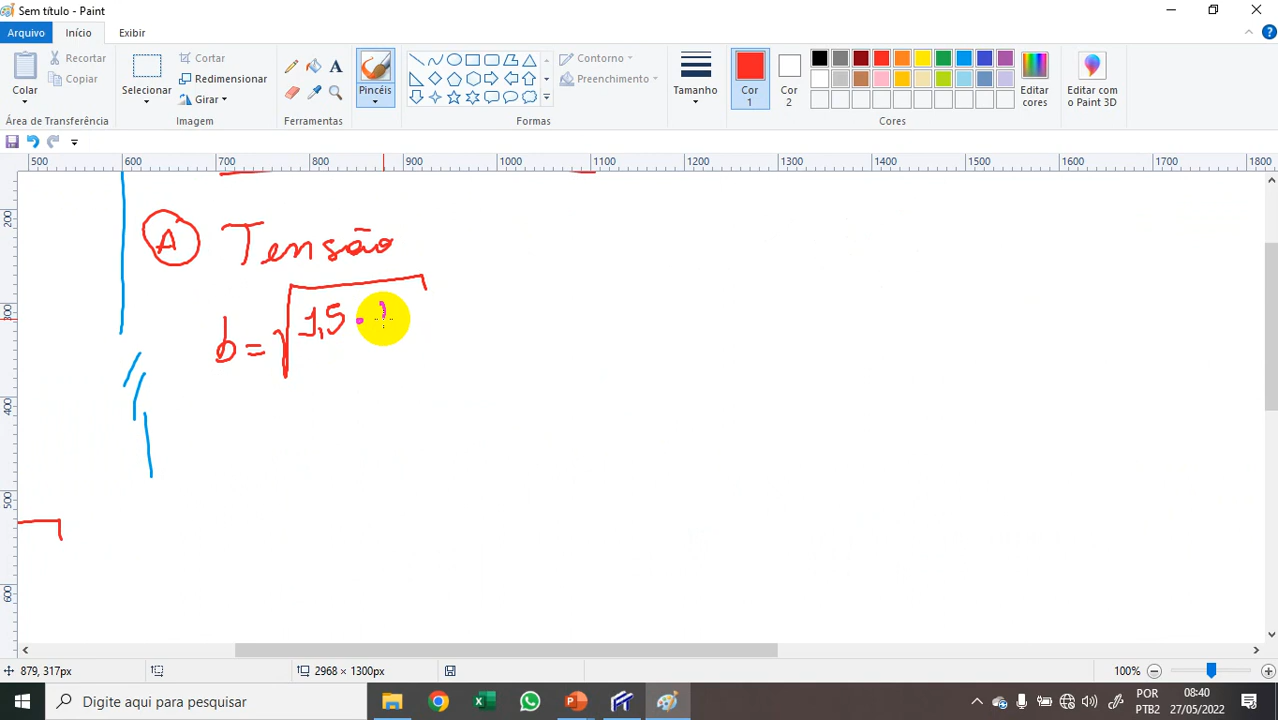 Sem título - Paint
Arquivo Início Exibir
Colar Recortar Copiar
Selecionar Cortar Redimensionar Girar
A
Pincéis
Contorno Preenchimento
Tamanho Cor 1 Cor 2 Editar cores Editar com o Paint 3D
Área de Transferência Imagem Ferramentas Formas Cores
500 600 700 800 900 1000 1100 1200 1300 1400 1500 1600 1700 1800
200
300
400
500
600
A Tensão
b = √1,5 ·
879, 317px 2968 × 1300px 100%
Digite aqui para pesquisar POR PTB2 08:40 27/05/2022